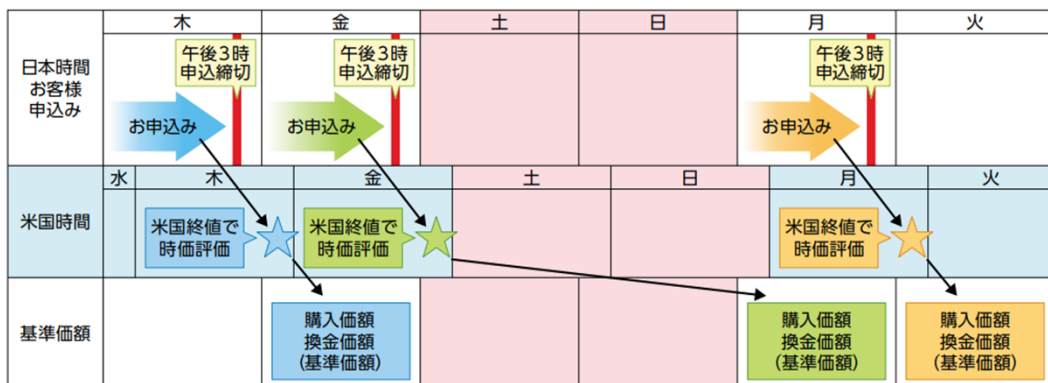 木 金 土 日 月 火
日本時間
お客様
申込み
午後3時
申込締切
お申込み
午後3時
申込締切
お申込み
午後3時
申込締切
お申込み
水 木 金 土 日 月 火
米国時間
米国終値で
時価評価
米国終値で
時価評価
米国終値で
時価評価
基準価額
購入価額
換金価額
(基準価額)
購入価額
換金価額
(基準価額)
購入価額
換金価額
(基準価額)